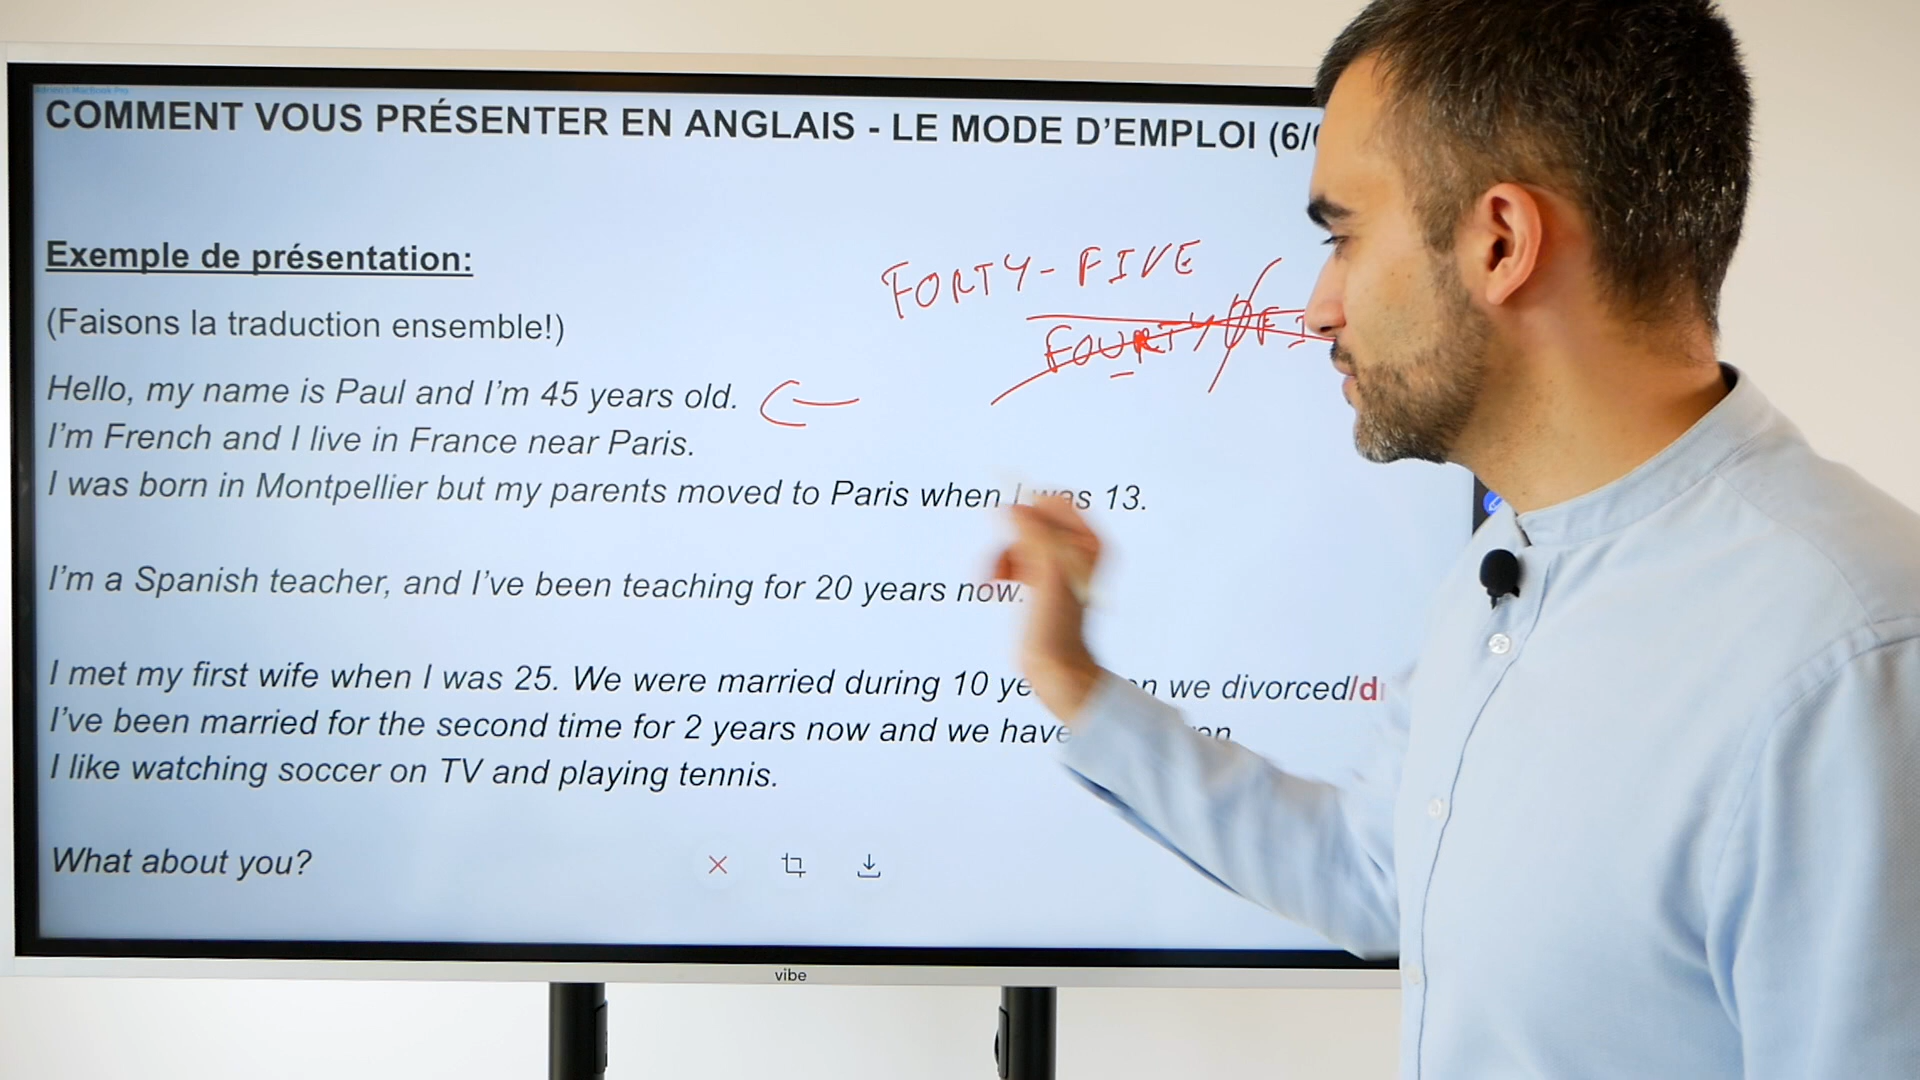 Adrien's MacBook Pro
COMMENT VOUS PRÉSENTER EN ANGLAIS - LE MODE D'EMPLOI (6/
Exemple de présentation:
FORTY-FIVE
(Faisons la traduction ensemble!)
Hello, my name is Paul and I'm 45 years old.
I'm French and I live in France near Paris.
I was born in Montpellier but my parents moved to Paris when I was 13.
I'm a Spanish teacher, and I've been teaching for 20 years now.
I met my first wife when I was 25. We were married during 10 we divorced/
I've been married for the second time for 2 years now and we have
I like watching soccer on TV and playing tennis.
What about you?
vibe